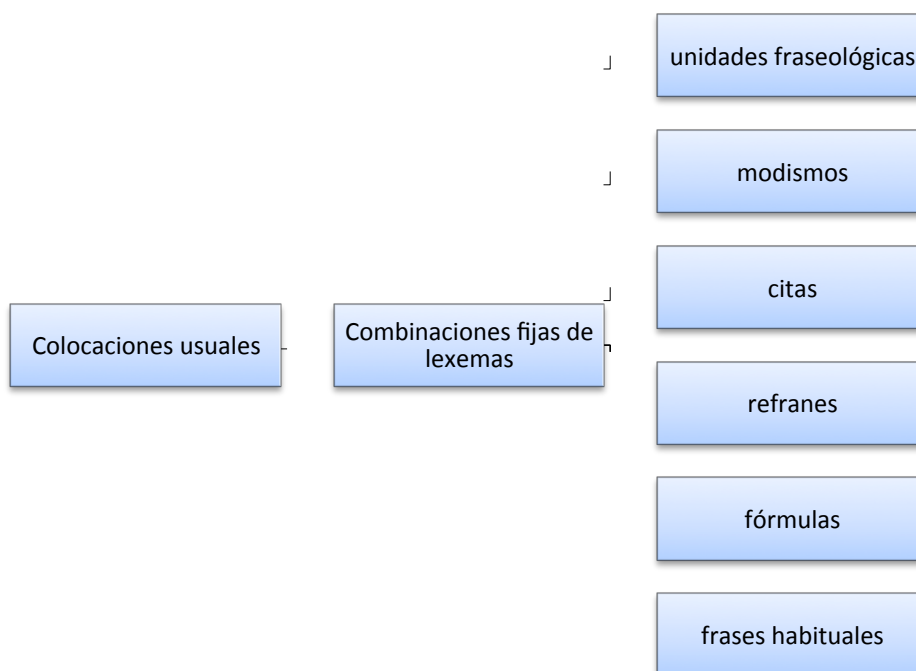 unidades fraseológicas
modismos
citas
Colocaciones usuales
Combinaciones fijas de
lexemas
refranes
fórmulas
frases habituales